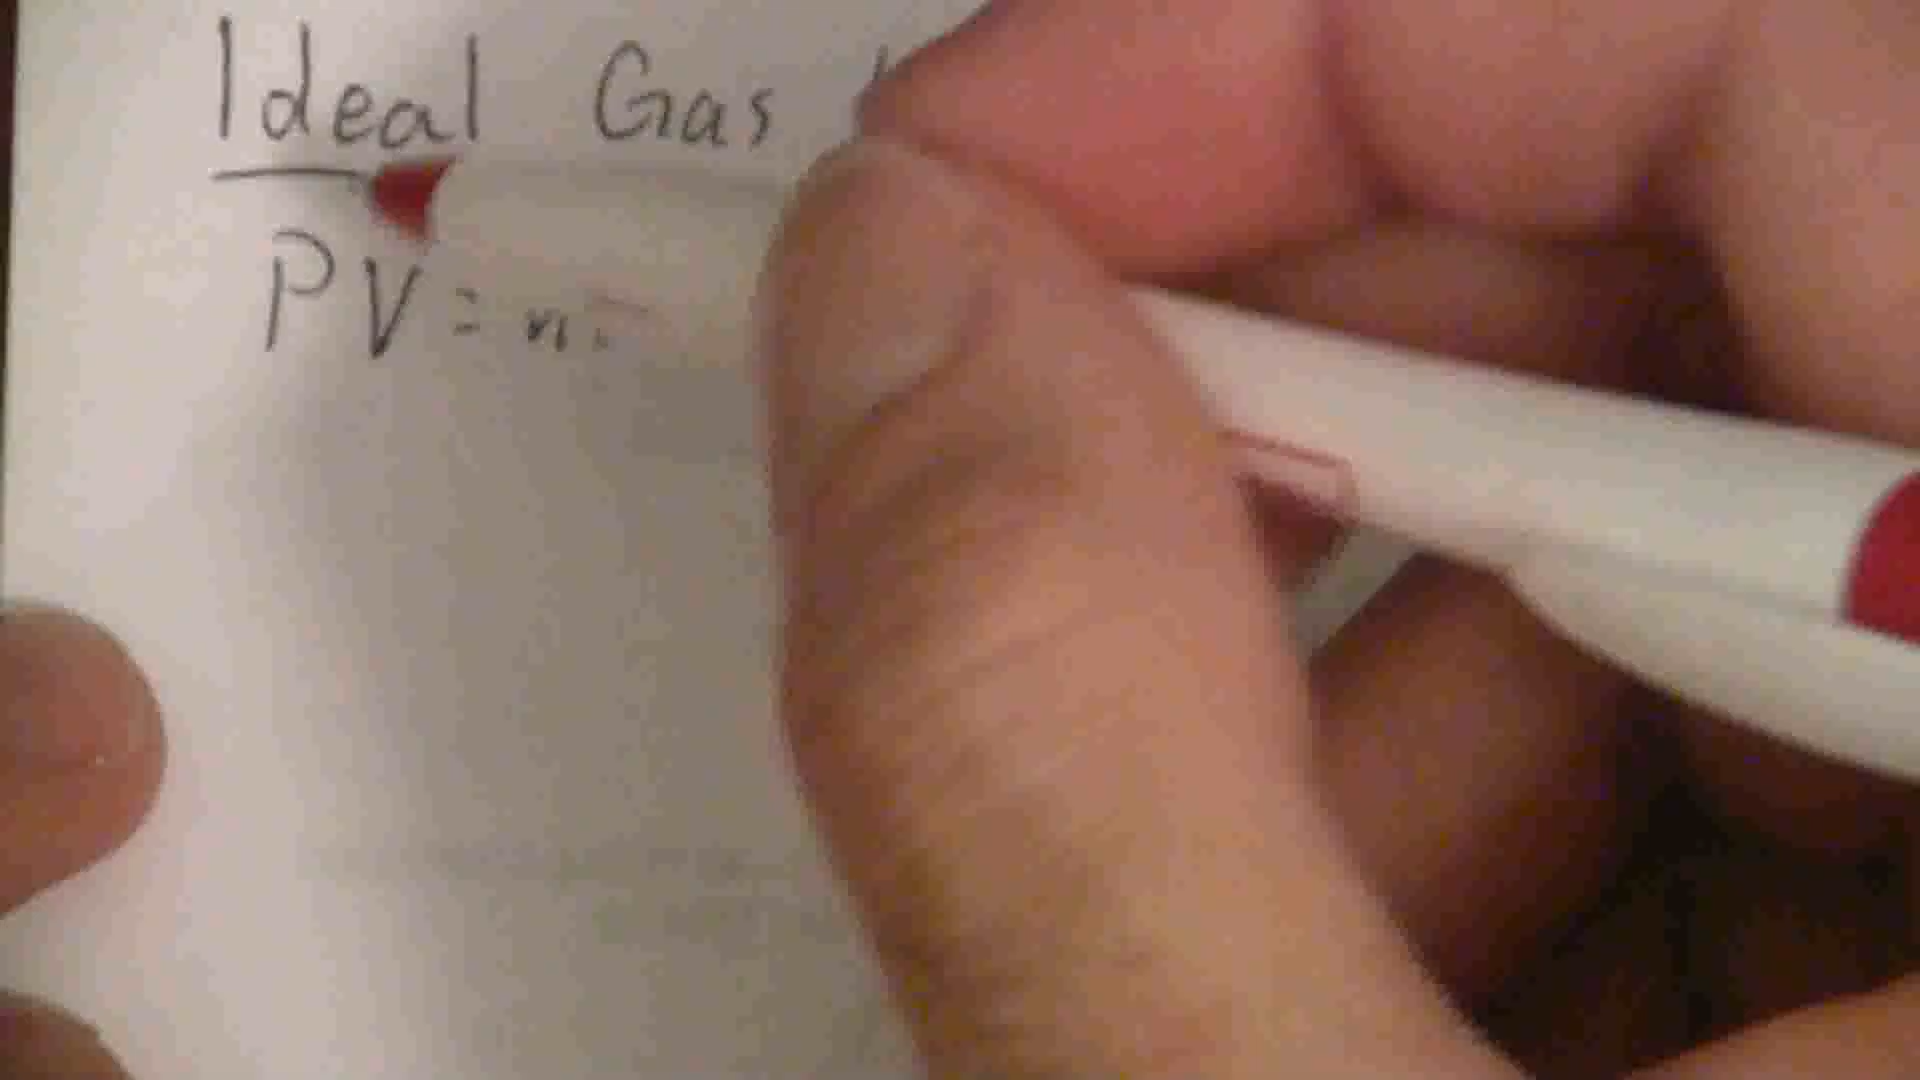 Ideal Gas
PV = n